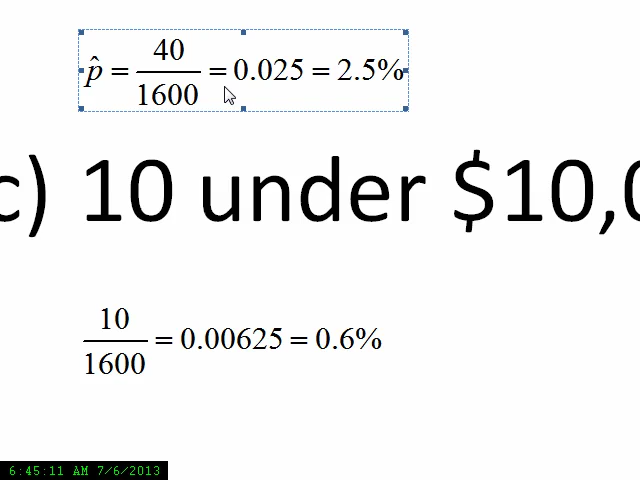 p̂ = 40/1600 = 0.025 = 2.5%
c) 10 under $10,0
10/1600 = 0.00625 = 0.6%
6:45:11 AM 7/6/2013